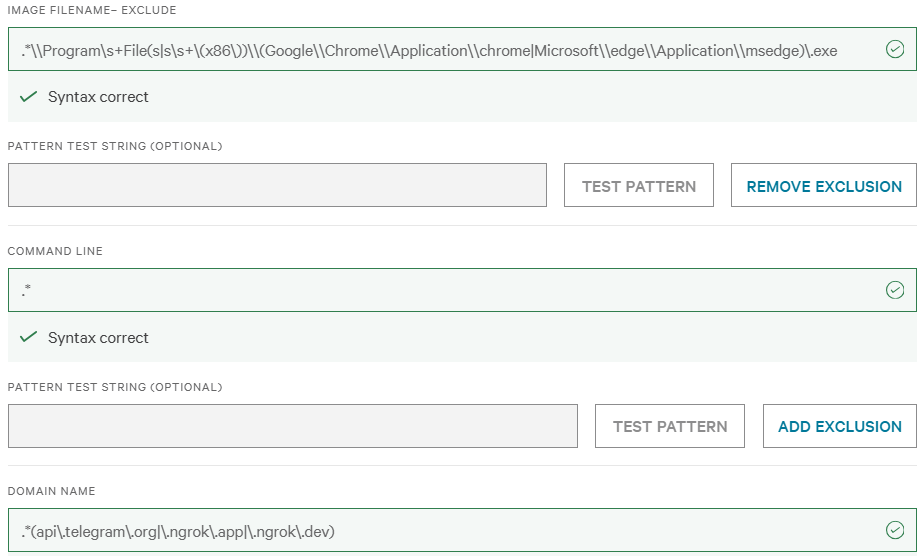 IMAGE FILENAME– EXCLUDE
.*\\Program\s+File(s|s\s+\(x86\))\\(Google\\Chrome\\Application\\chrome|Microsoft\\edge\\Application\\msedge)\.exe
Syntax correct
PATTERN TEST STRING (OPTIONAL)
TEST PATTERN
REMOVE EXCLUSION
COMMAND LINE
.*
Syntax correct
PATTERN TEST STRING (OPTIONAL)
TEST PATTERN
ADD EXCLUSION
DOMAIN NAME
.*(api\.telegram\.org|\.ngrok\.app|\.ngrok\.dev)